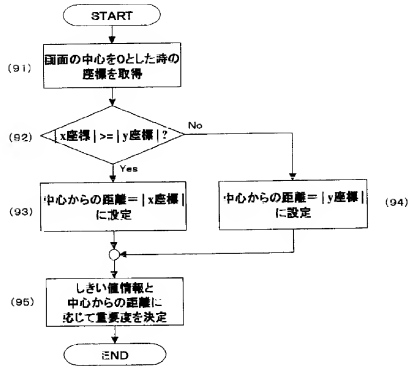 START
(91)
画面の中心を0とした時の
座標を取得
(92)
|x座標|>=|y座標|?
No
Yes
(93)
中心からの距離=|x座標|
に設定
中心からの距離=|y座標|
に設定
(94)
(95)
しきい値情報と
中心からの距離に
応じて重要度を決定
END